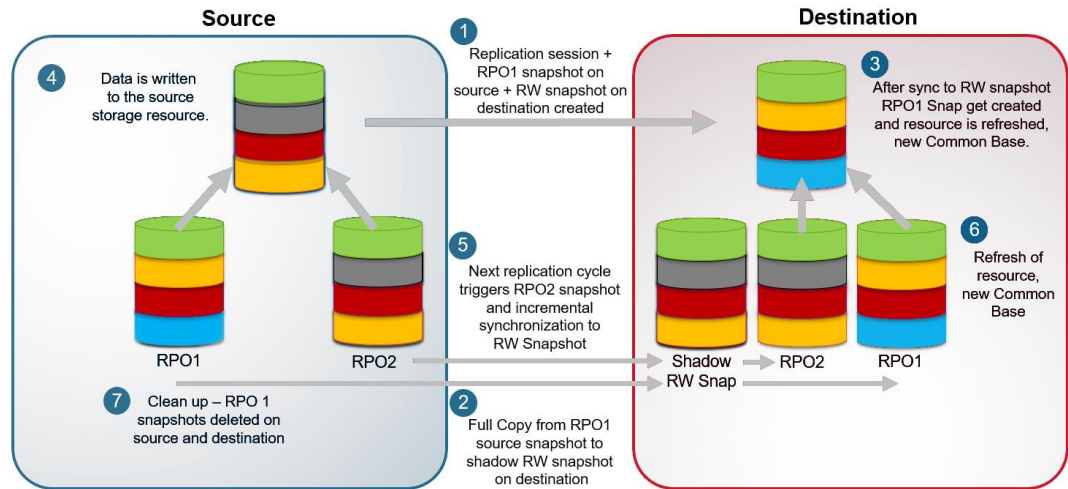 Source
Destination
1
Replication session +
RPO1 snapshot on
source + RW snapshot on
destination created
2
Full Copy from RPO1
source snapshot to
shadow RW snapshot
on destination
3
After sync to RW snapshot
RPO1 Snap get created
and resource is refreshed,
new Common Base.
4
Data is written
to the source
storage resource.
5
Next replication cycle
triggers RPO2 snapshot
and incremental
synchronization to
RW Snapshot
6
Refresh of
resource,
new Common
Base
7
Clean up – RPO 1
snapshots deleted on
source and destination
RPO1
RPO2
Shadow
RW Snap
RPO2
RPO1